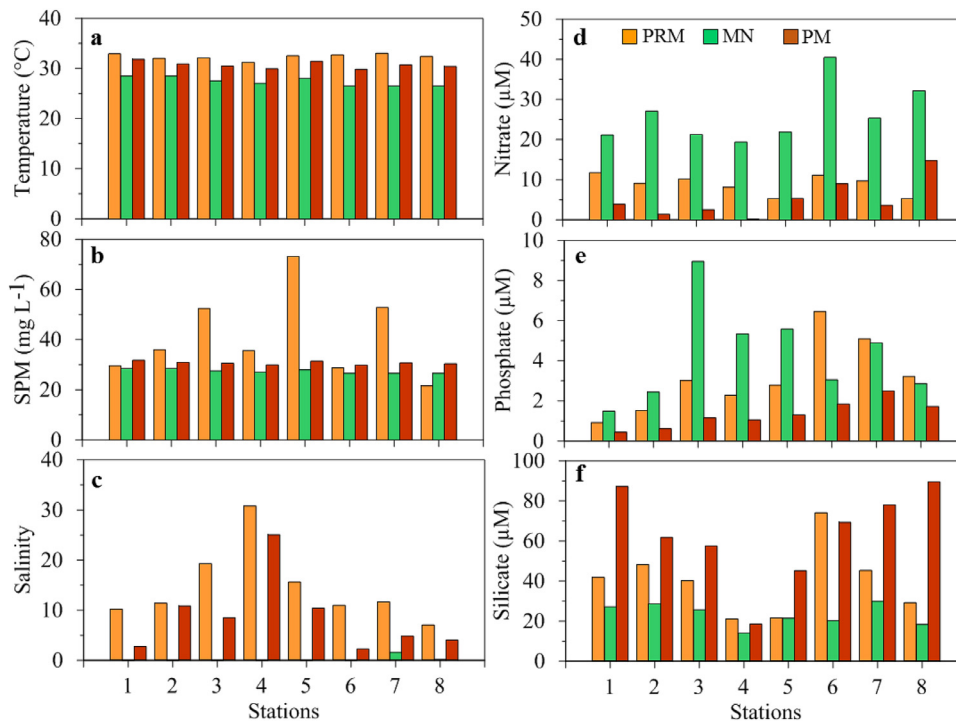 a
Temperature (°C)
40
30
20
10
0
b
SPM (mg L-1)
80
60
40
20
0
c
Salinity
40
30
20
10
0
1 2 3 4 5 6 7 8
Stations
d
PRM MN PM
Nitrate (µM)
50
40
30
20
10
0
e
Phosphate (µM)
10
8
6
4
2
0
f
Silicate (µM)
100
80
60
40
20
0
1 2 3 4 5 6 7 8
Stations